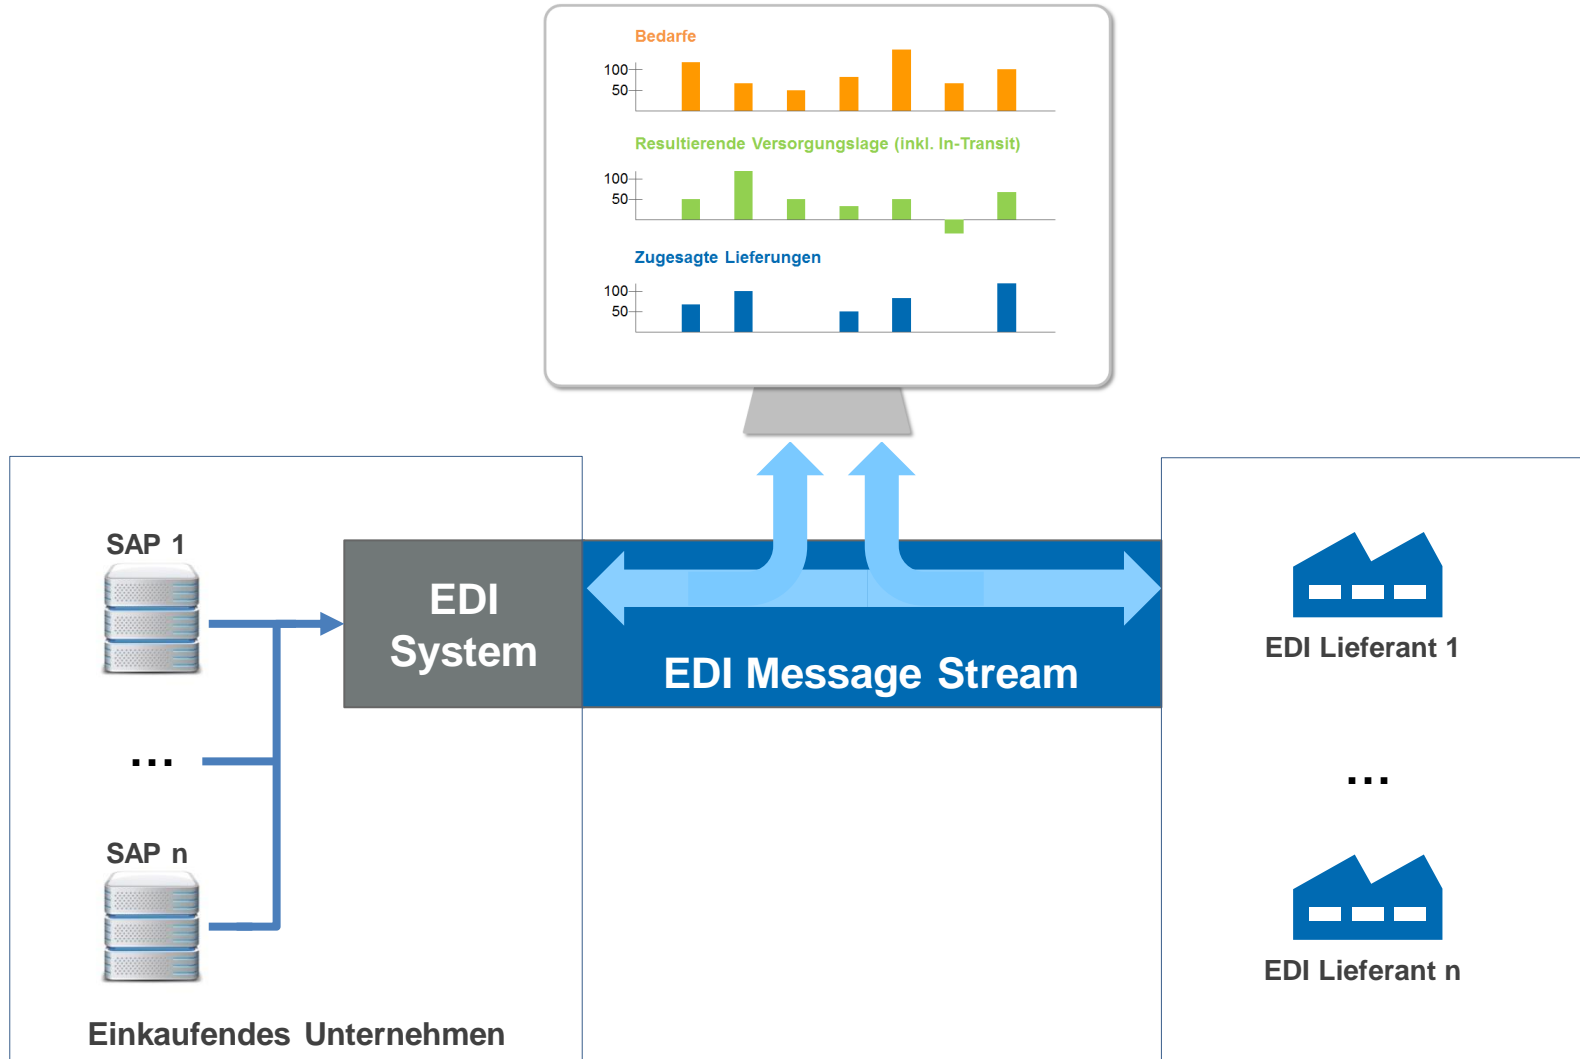 Bedarfe
100
50
Resultierende Versorgungslage (inkl. In-Transit)
100
50
Zugesagte Lieferungen
100
50
SAP 1
...
SAP n
Einkaufendes Unternehmen
EDI
System
EDI Message Stream
EDI Lieferant 1
...
EDI Lieferant n